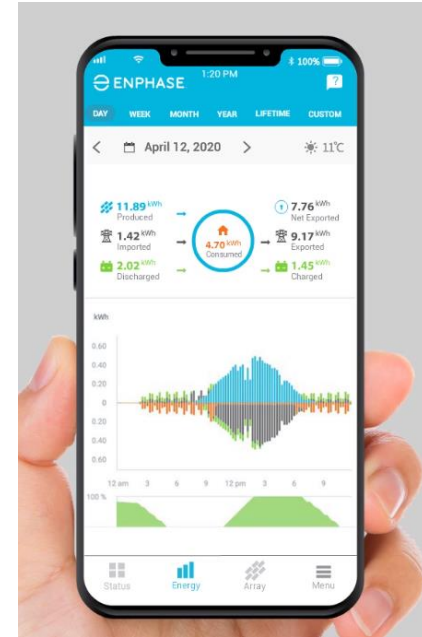 100%
1:20 PM
ENPHASE
?
DAY WEEK MONTH YEAR LIFETIME CUSTOM
< April 12, 2020 > 11°C
11.89 kWh
Produced
1.42 kWh
Imported
2.02 kWh
Discharged
4.70 kWh
Consumed
7.76 kWh
Net Exported
9.17 kWh
Exported
1.45 kWh
Charged
kWh
0.60
0.40
0.20
0
0.20
0.40
0.60
12 am 3 6 9 12 pm 3 6 9
100 %
Status Energy Array Menu